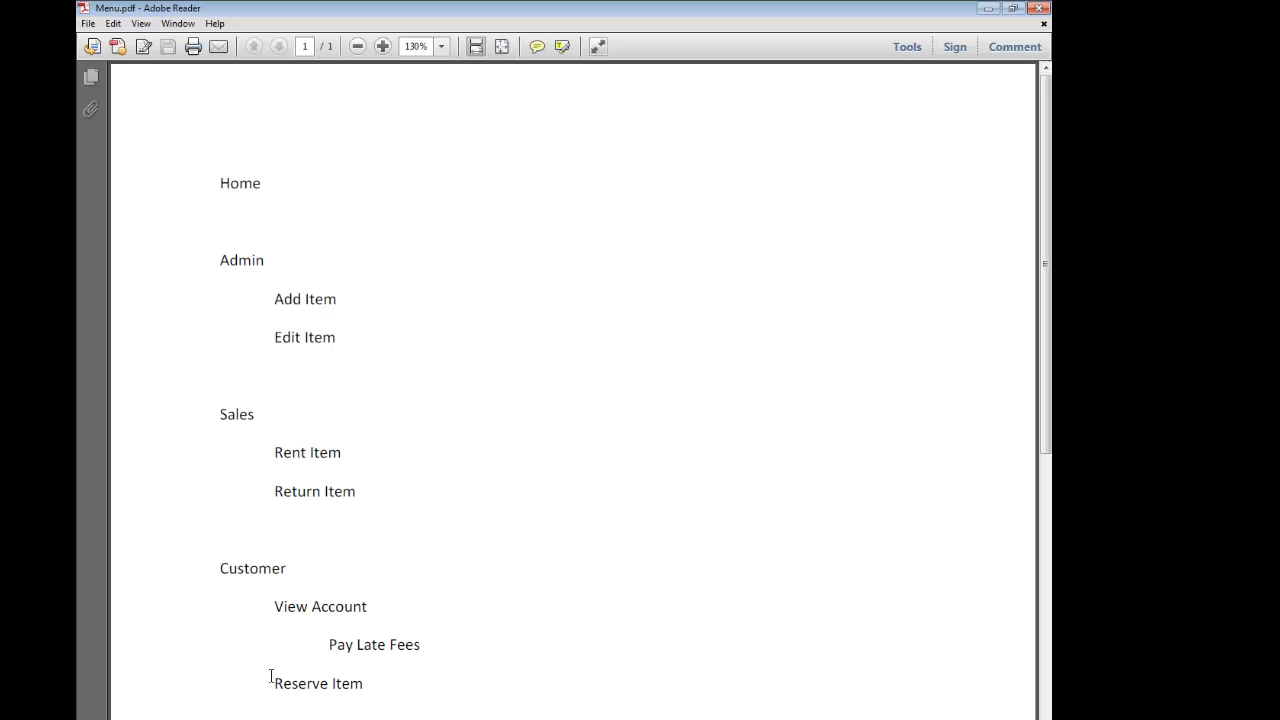 Menu.pdf - Adobe Reader
File Edit View Window Help
1 / 1 130% Tools Sign Comment
Home
Admin
Add Item
Edit Item
Sales
Rent Item
Return Item
Customer
View Account
Pay Late Fees
Reserve Item